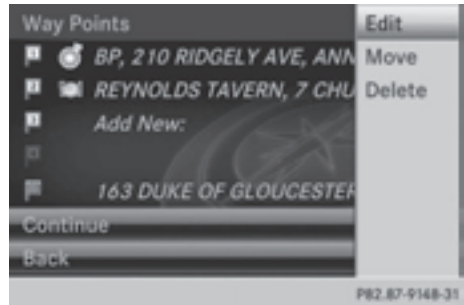 Way Points
Edit
BP, 210 RIDGELY AVE, ANN
Move
REYNOLDS TAVERN, 7 CHU
Delete
Add New:
163 DUKE OF GLOUCESTER
Continue
Back
P82.87-9148-31